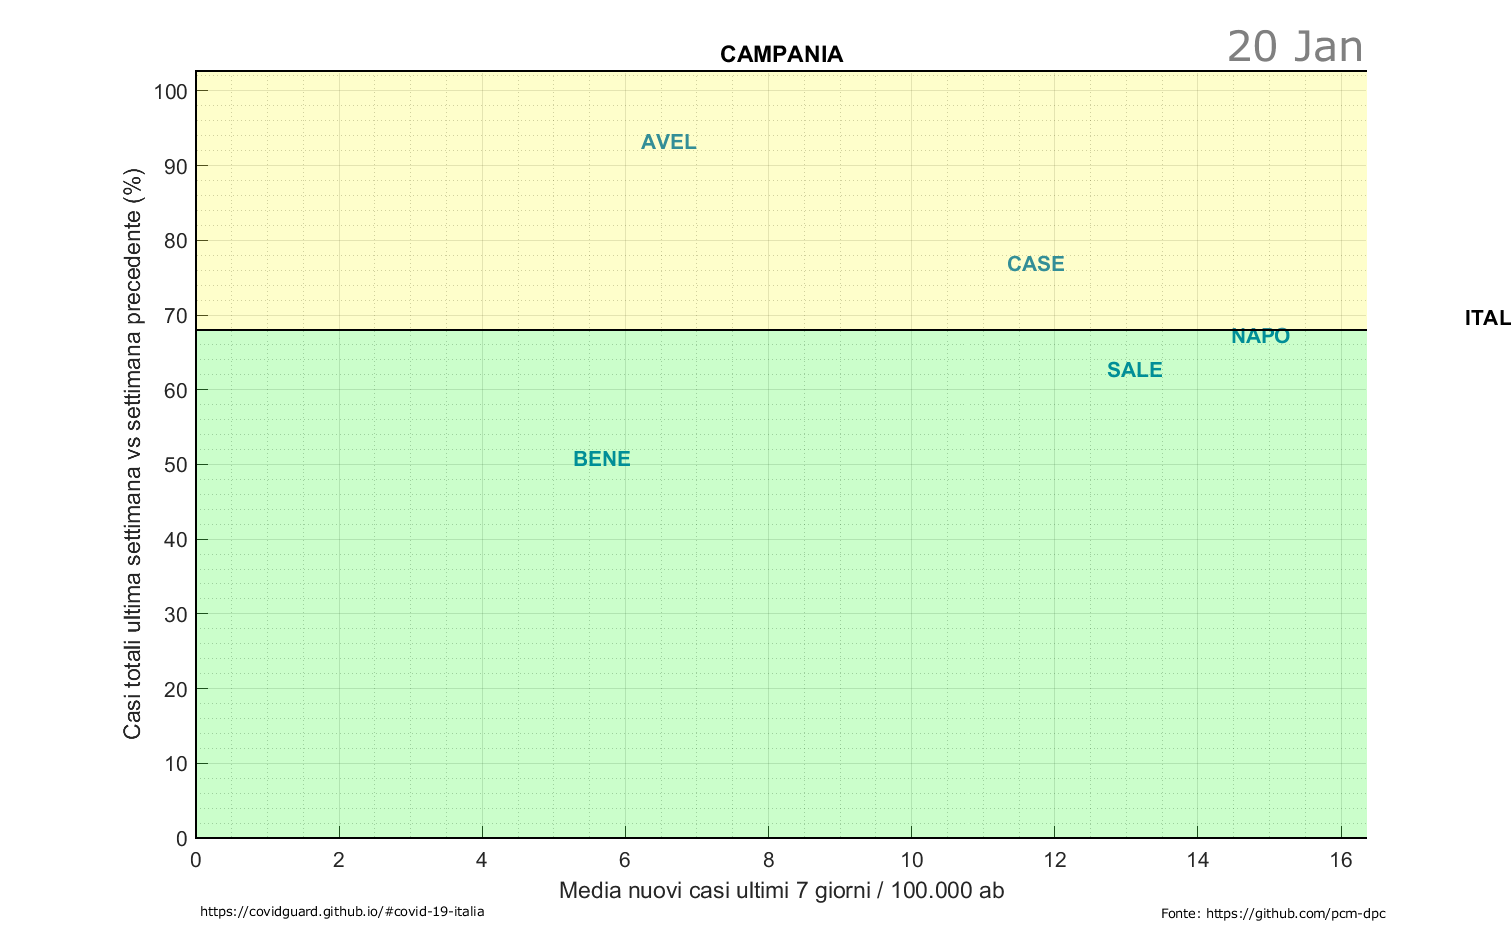 20 Jan
CAMPANIA
100
90
80
70
60
50
40
30
20
10
0
Casi totali ultima settimana vs settimana precedente (%)
AVEL
CASE
ITAL
NAPO
SALE
BENE
0 2 4 6 8 10 12 14 16
Media nuovi casi ultimi 7 giorni / 100.000 ab
https://covidguard.github.io/#covid-19-italia
Fonte: https://github.com/pcm-dpc